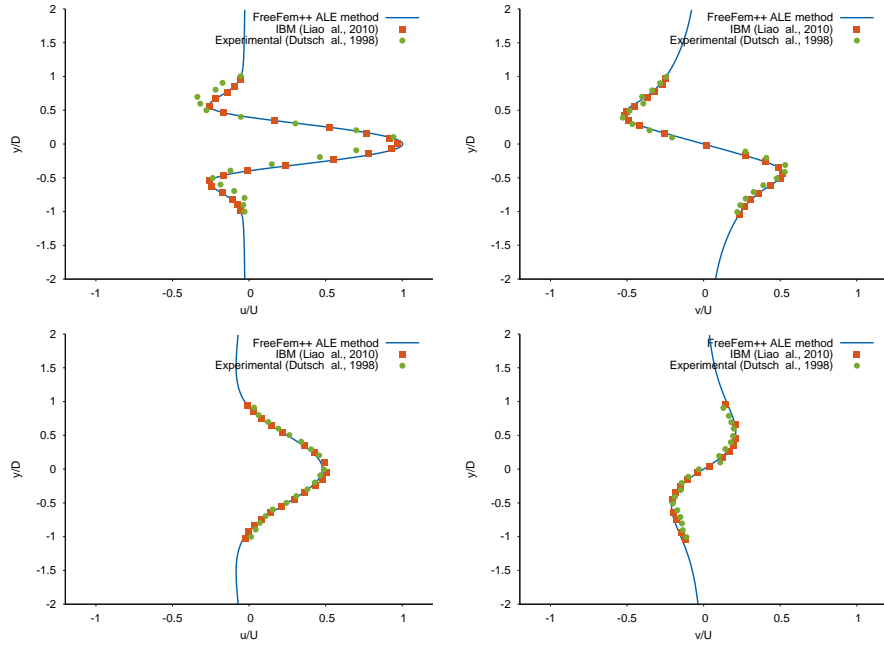 2
1.5
1
0.5
0
-0.5
-1
-1.5
-2
y/D
-1
-0.5
0
0.5
1
u/U
FreeFem++ ALE method
IBM (Liao al., 2010)
Experimental (Dutsch al., 1998)
2
1.5
1
0.5
0
-0.5
-1
-1.5
-2
y/D
-1
-0.5
0
0.5
1
v/U
FreeFem++ ALE method
IBM (Liao al., 2010)
Experimental (Dutsch al., 1998)
2
1.5
1
0.5
0
-0.5
-1
-1.5
-2
y/D
-1
-0.5
0
0.5
1
u/U
FreeFem++ ALE method
IBM (Liao al., 2010)
Experimental (Dutsch al., 1998)
2
1.5
1
0.5
0
-0.5
-1
-1.5
-2
y/D
-1
-0.5
0
0.5
1
v/U
FreeFem++ ALE method
IBM (Liao al., 2010)
Experimental (Dutsch al., 1998)